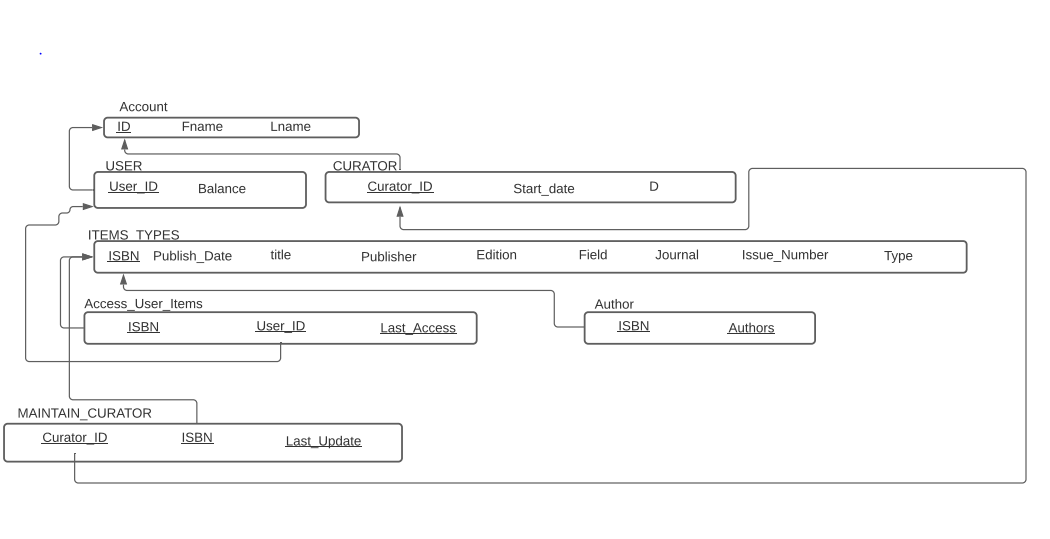 Account
ID Fname Lname
USER CURATOR
User_ID Balance Curator_ID Start_date D
ITEMS_TYPES
ISBN Publish_Date title Publisher Edition Field Journal Issue_Number Type
Access_User_Items Author
ISBN User_ID Last_Access ISBN Authors
MAINTAIN_CURATOR
Curator_ID ISBN Last_Update